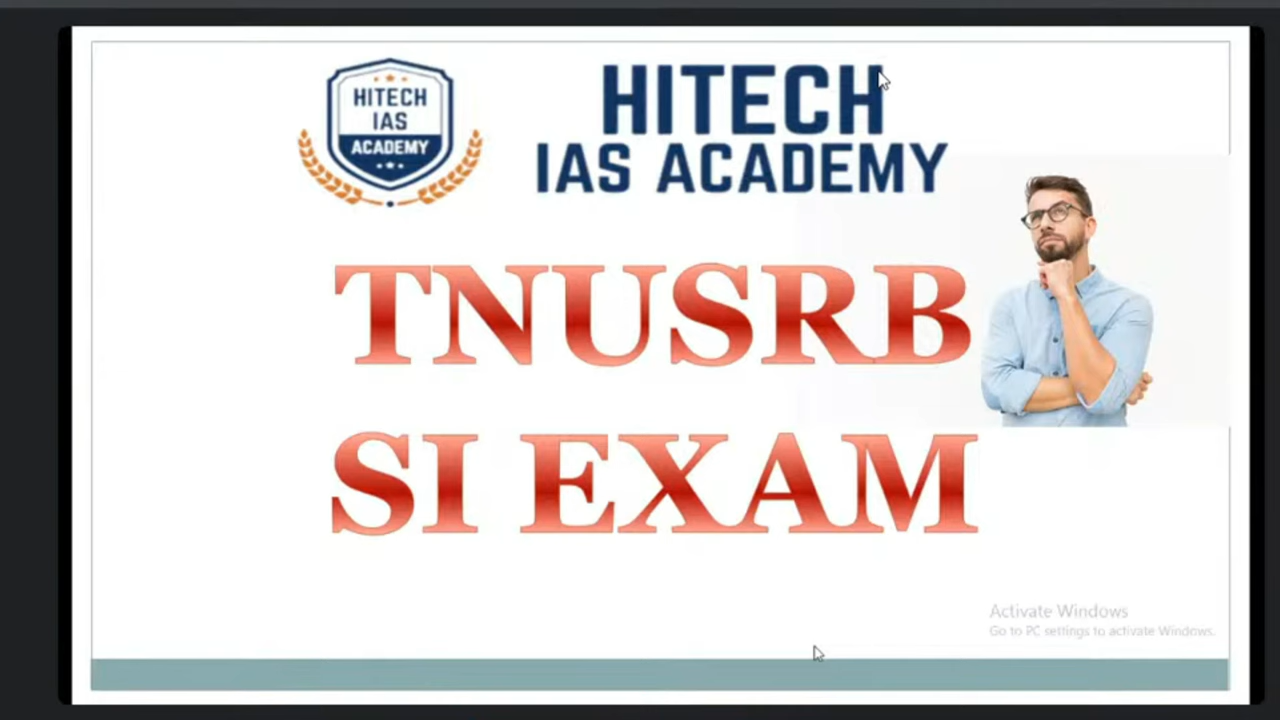 HITECH
IAS
ACADEMY
HITECH
IAS ACADEMY
TNUSRB
SI EXAM
Activate Windows
Go to PC settings to activate Windows.